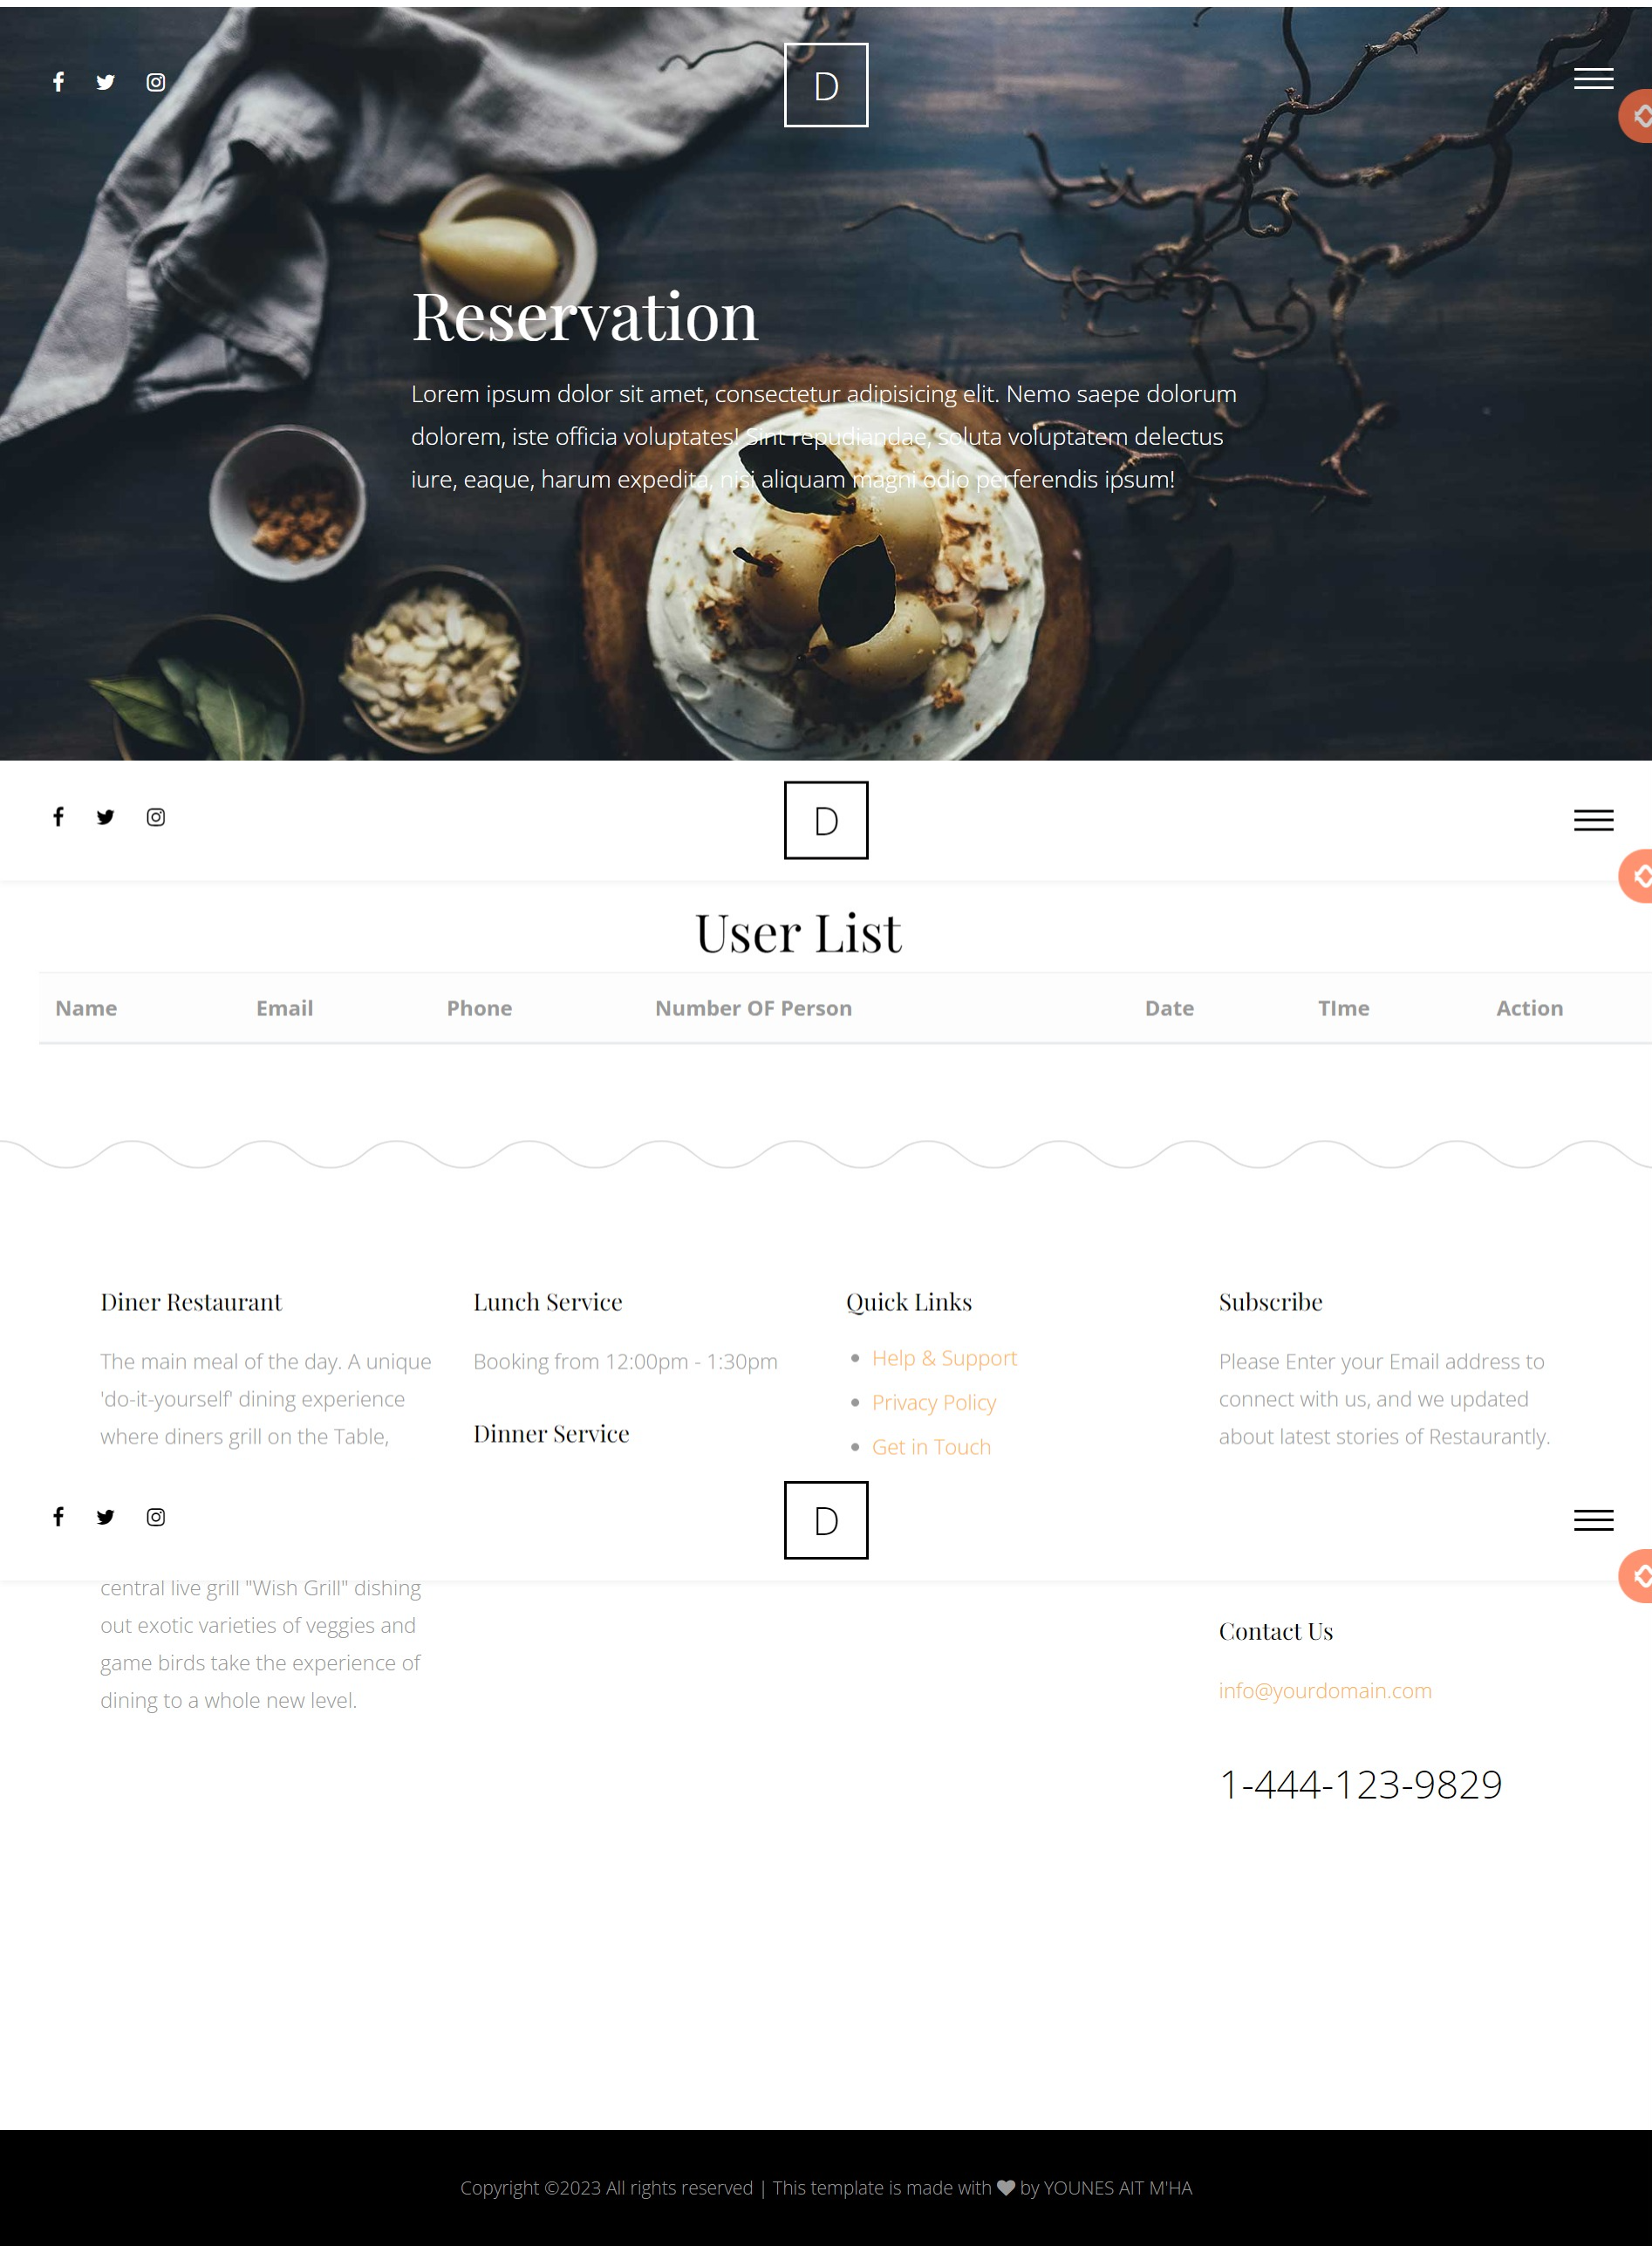 D
Reservation
Lorem ipsum dolor sit amet, consectetur adipisicing elit. Nemo saepe dolorum
dolorem, iste officia voluptates! Sint repudiandae, soluta voluptatem delectus
iure, eaque, harum expedita, nisi aliquam magni odio perferendis ipsum!
D
User List
Name Email Phone Number OF Person Date TIme Action
Diner Restaurant
The main meal of the day. A unique
'do-it-yourself' dining experience
where diners grill on the Table,
Lunch Service
Booking from 12:00pm - 1:30pm
Dinner Service
Quick Links
Help & Support
Privacy Policy
Get in Touch
Subscribe
Please Enter your Email address to
connect with us, and we updated
about latest stories of Restaurantly.
D
central live grill "Wish Grill" dishing
out exotic varieties of veggies and
game birds take the experience of
dining to a whole new level.
Contact Us
info@yourdomain.com
1-444-123-9829
Copyright ©2023 All rights reserved | This template is made with ♥ by YOUNES AIT M'HA